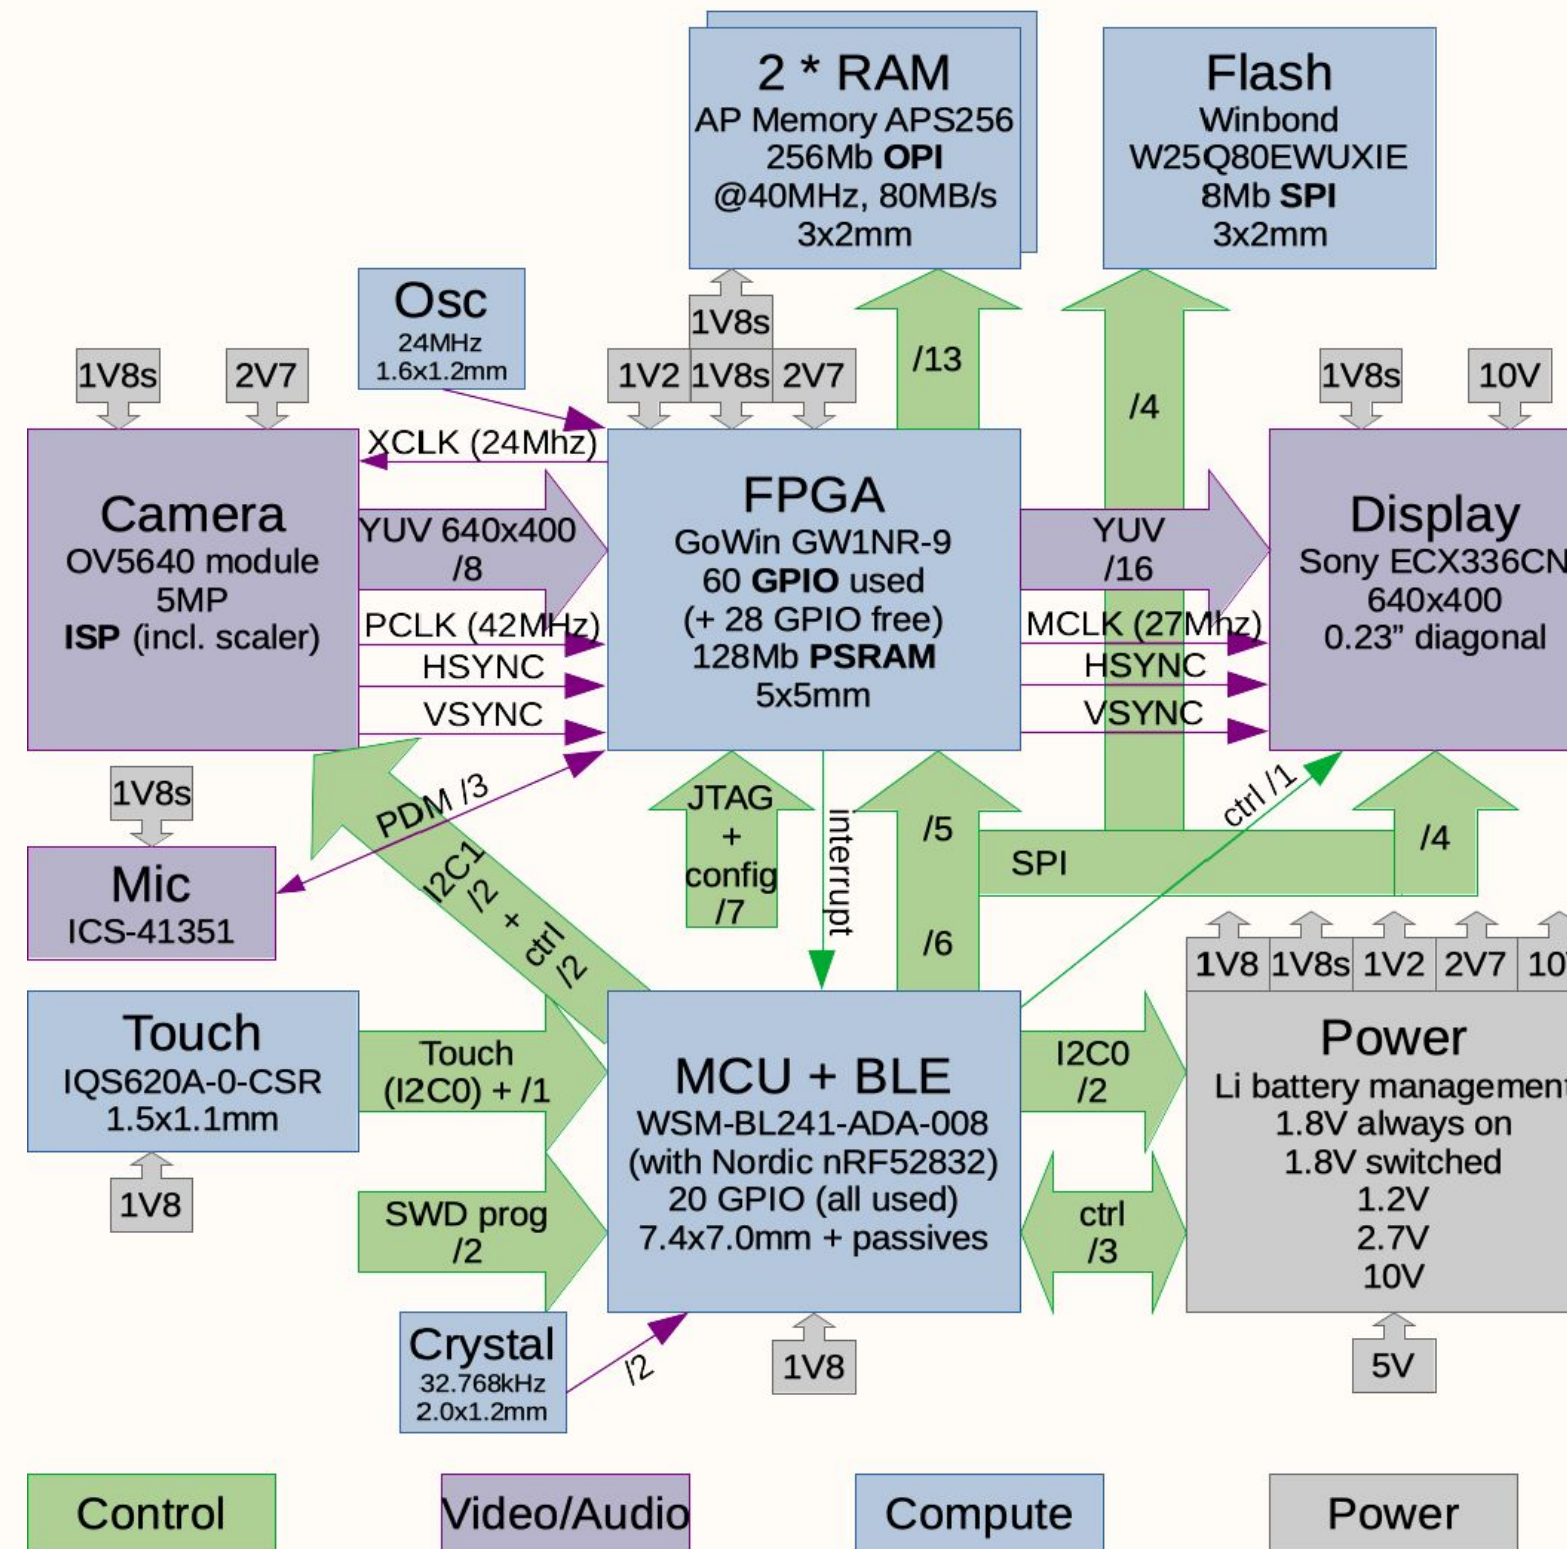 2 * RAM
AP Memory APS256
256Mb OPI
@40MHz, 80MB/s
3x2mm
Flash
Winbond
W25Q80EWUXIE
8Mb SPI
3x2mm
Osc
24MHz
1.6x1.2mm
1V8s
1V8s
2V7
1V2
1V8s
2V7
/13
/4
1V8s
10V
XCLK (24Mhz)
Camera
OV5640 module
5MP
ISP (incl. scaler)
YUV 640x400
/8
PCLK (42MHz)
HSYNC
VSYNC
FPGA
GoWin GW1NR-9
60 GPIO used
(+ 28 GPIO free)
128Mb PSRAM
5x5mm
YUV
/16
MCLK (27Mhz)
HSYNC
VSYNC
Display
Sony ECX336CN
640x400
0.23” diagonal
1V8s
Mic
ICS-41351
PDM /3
I2C1
/2 + ctrl
/2
JTAG
+
config
/7
interrupt
/5
/6
SPI
ctrl /1
/4
1V8
1V8s
1V2
2V7
Touch
IQS620A-0-CSR
1.5x1.1mm
1V8
Touch
(I2C0) + /1
SWD prog
/2
MCU + BLE
WSM-BL241-ADA-008
(with Nordic nRF52832)
20 GPIO (all used)
7.4x7.0mm + passives
I2C0
/2
ctrl
/3
Power
Li battery management
1.8V always on
1.8V switched
1.2V
2.7V
10V
Crystal
32.768kHz
2.0x1.2mm
/2
1V8
5V
Control
Video/Audio
Compute
Power